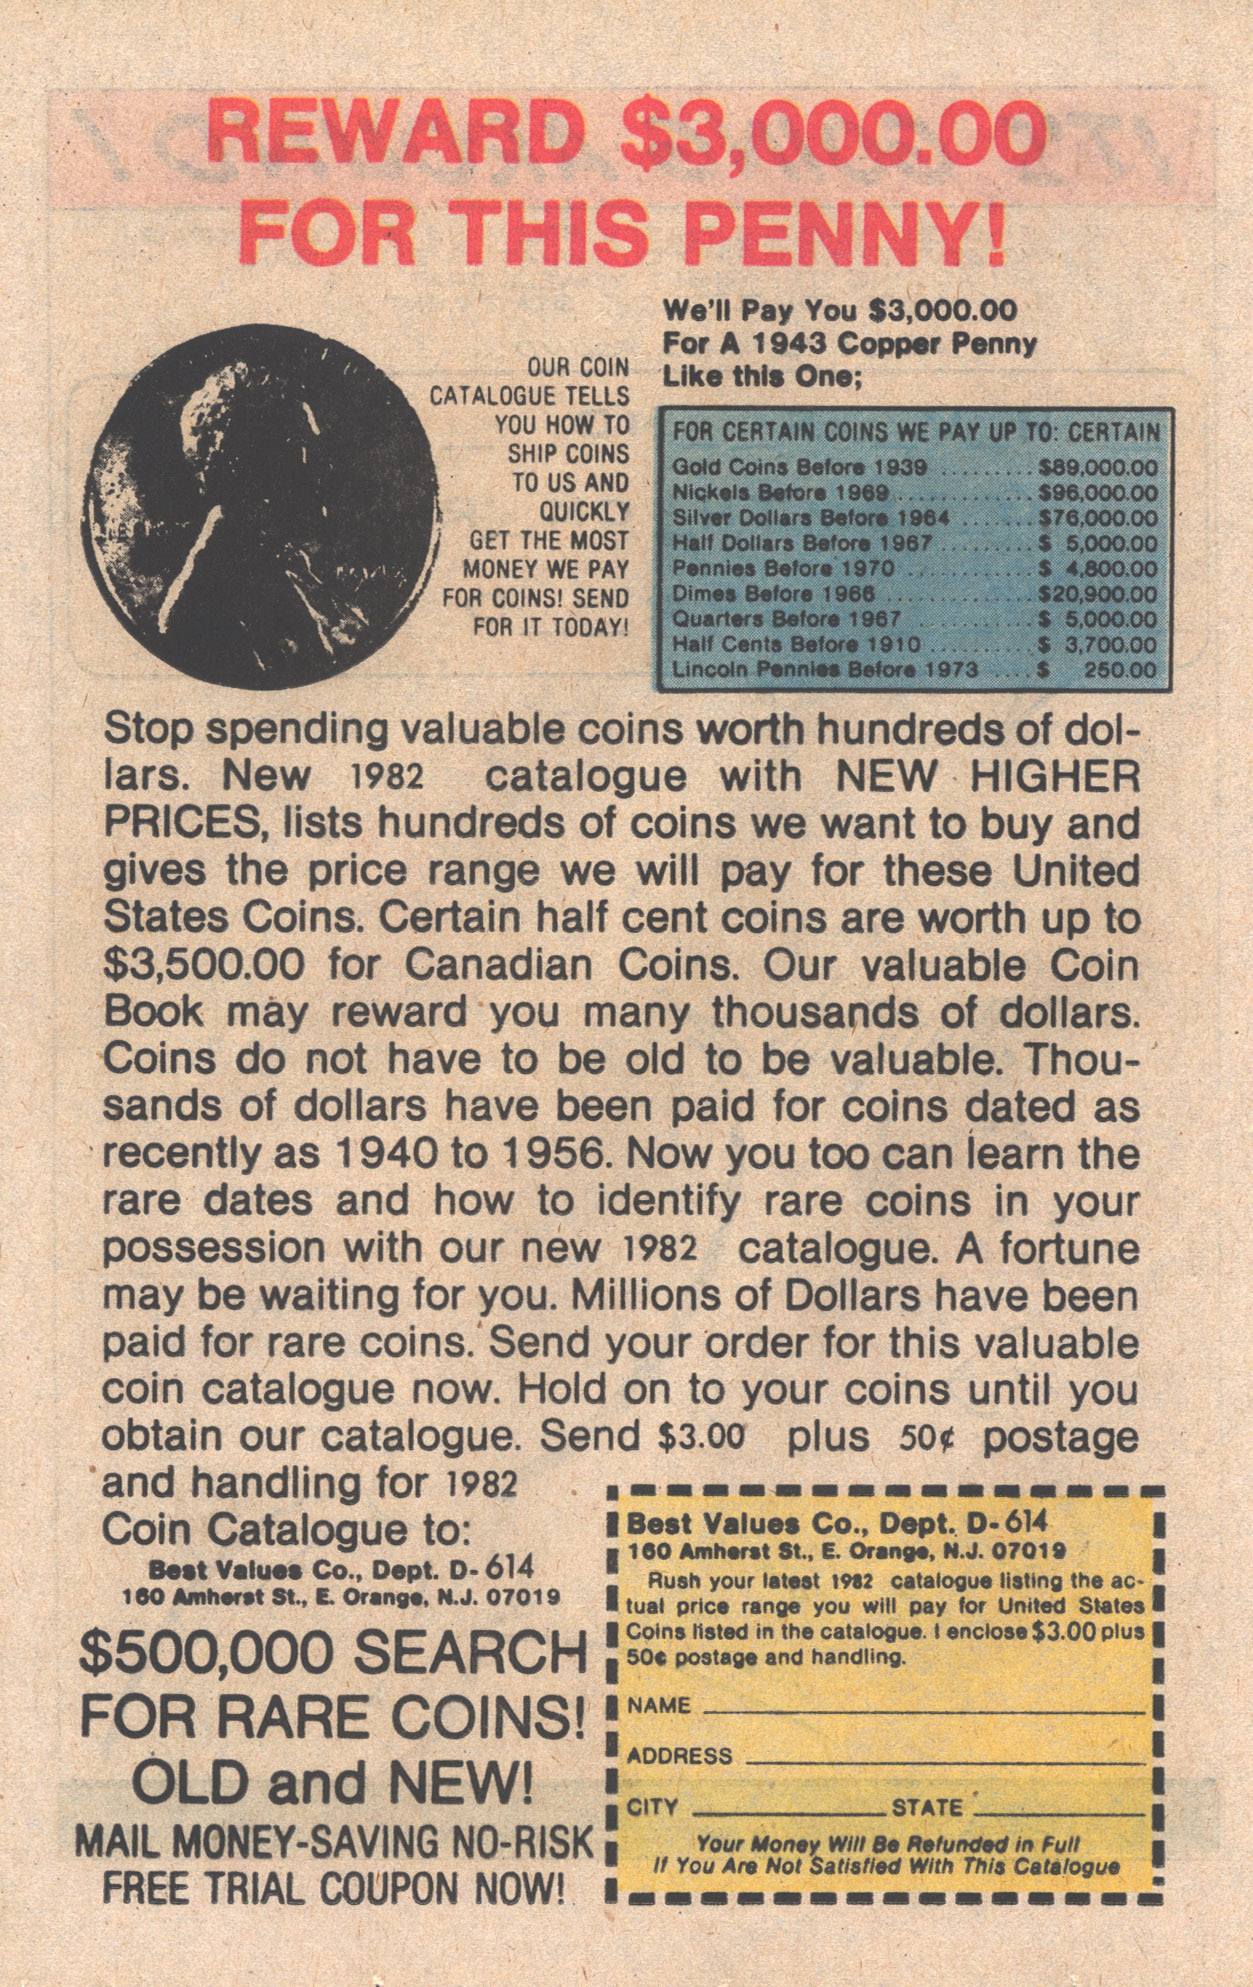 REWARD $3,000.00
FOR THIS PENNY!
We'll Pay You $3,000.00
For A 1943 Copper Penny
Like this One;
OUR COIN
CATALOGUE TELLS
YOU HOW TO
SHIP COINS
TO US AND
QUICKLY
GET THE MOST
MONEY WE PAY
FOR COINS! SEND
FOR IT TODAY!
FOR CERTAIN COINS WE PAY UP TO: CERTAIN
Gold Coins Before 1939 ......... $89,000.00
Nickels Before 1969 ............. $96,000.00
Silver Dollars Before 1964 ....... $76,000.00
Half Dollars Before 1967 ......... $ 5,000.00
Pennies Before 1970 ............ $ 4,800.00
Dimes Before 1966 ............. $20,900.00
Quarters Before 1967 ........... $ 5,000.00
Half Cents Before 1910 .......... $ 3,700.00
Lincoln Pennies Before 1973 .... $ 250.00
Stop spending valuable coins worth hundreds of dol-
lars. New 1982 catalogue with NEW HIGHER
PRICES, lists hundreds of coins we want to buy and
gives the price range we will pay for these United
States Coins. Certain half cent coins are worth up to
$3,500.00 for Canadian Coins. Our valuable Coin
Book may reward you many thousands of dollars.
Coins do not have to be old to be valuable. Thou-
sands of dollars have been paid for coins dated as
recently as 1940 to 1956. Now you too can learn the
rare dates and how to identify rare coins in your
possession with our new 1982 catalogue. A fortune
may be waiting for you. Millions of Dollars have been
paid for rare coins. Send your order for this valuable
coin catalogue now. Hold on to your coins until you
obtain our catalogue. Send $3.00 plus 50¢ postage
and handling for 1982
Coin Catalogue to:
Best Values Co., Dept. D-614
160 Amherst St., E. Orange, N.J. 07019
$500,000 SEARCH
FOR RARE COINS!
OLD and NEW!
MAIL MONEY-SAVING NO-RISK
FREE TRIAL COUPON NOW!
Best Values Co., Dept. D-614
160 Amherst St., E. Orange, N.J. 07019
Rush your latest 1982 catalogue listing the ac-
tual price range you will pay for United States
Coins listed in the catalogue. I enclose $3.00 plus
50¢ postage and handling.
NAME
ADDRESS
CITY STATE
Your Money Will Be Refunded in Full
If You Are Not Satisfied With This Catalogue